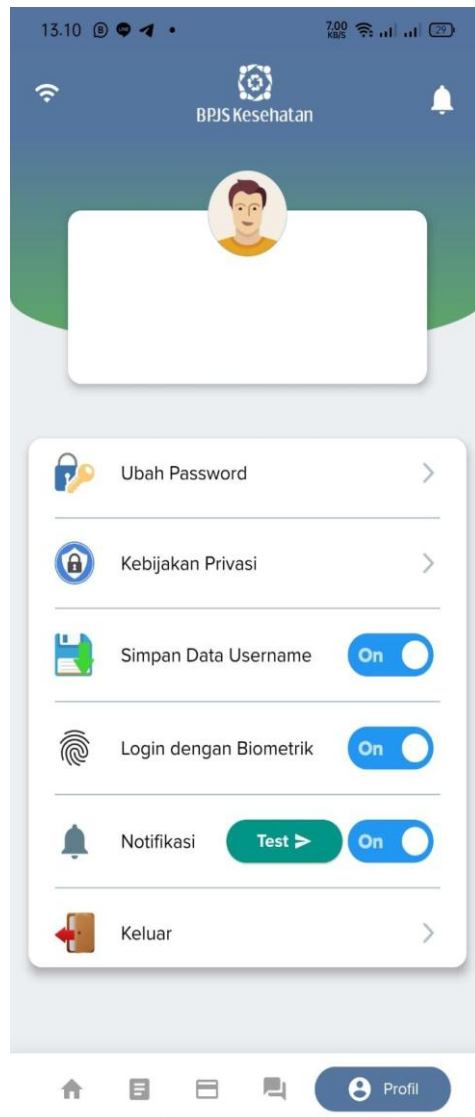 13.10
7.00
KB/S
29
BPJS Kesehatan
Ubah Password
Kebijakan Privasi
Simpan Data Username On
Login dengan Biometrik On
Notifikasi Test On
Keluar
Profil